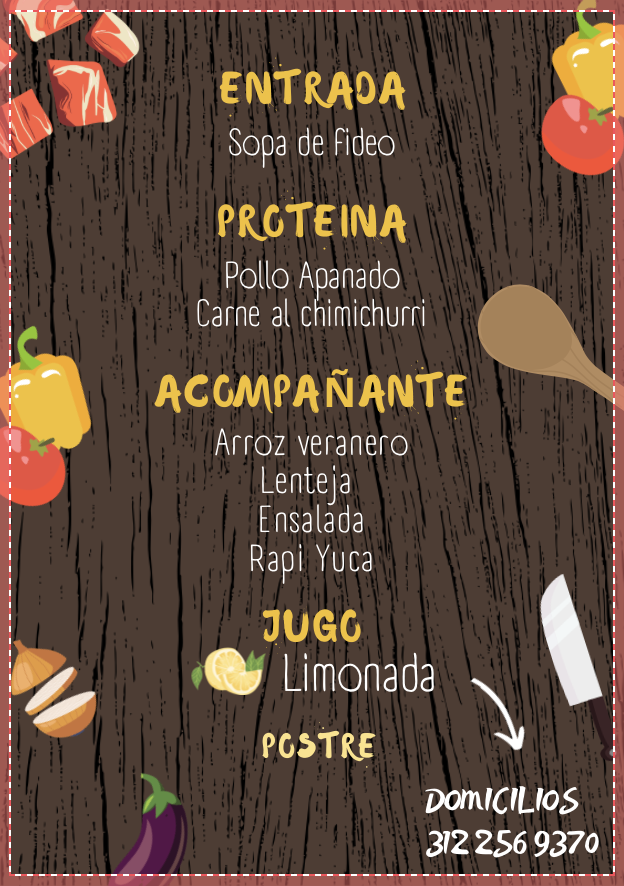 ENTRADA
Sopa de fideo
PROTEINA
Pollo Apanado
Carne al chimichurri
ACOMPAÑANTE
Arroz veranero
Lenteja
Ensalada
Rapi Yuca
JUGO
Limonada
POSTRE
DOMICILIOS
312 256 9370